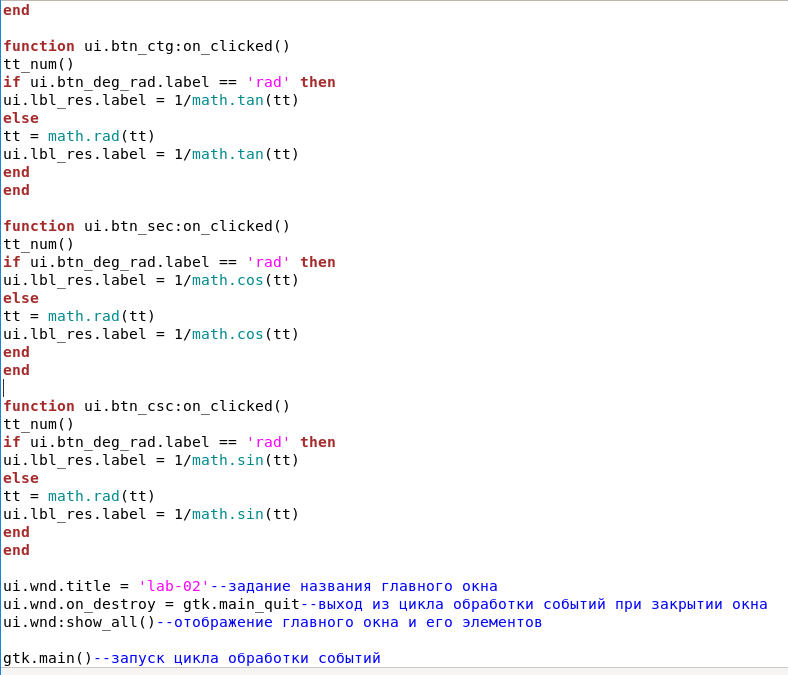 end
function ui.btn_ctg:on_clicked()
tt_num()
if ui.btn_deg_rad.label == 'rad' then
ui.lbl_res.label = 1/math.tan(tt)
else
tt = math.rad(tt)
ui.lbl_res.label = 1/math.tan(tt)
end
end
function ui.btn_sec:on_clicked()
tt_num()
if ui.btn_deg_rad.label == 'rad' then
ui.lbl_res.label = 1/math.cos(tt)
else
tt = math.rad(tt)
ui.lbl_res.label = 1/math.cos(tt)
end
end
function ui.btn_csc:on_clicked()
tt_num()
if ui.btn_deg_rad.label == 'rad' then
ui.lbl_res.label = 1/math.sin(tt)
else
tt = math.rad(tt)
ui.lbl_res.label = 1/math.sin(tt)
end
end
ui.wnd.title = 'lab-02'--задание названия главного окна
ui.wnd.on_destroy = gtk.main_quit--выход из цикла обработки событий при закрытии окна
ui.wnd:show_all()--отображение главного окна и его элементов
gtk.main()--запуск цикла обработки событий